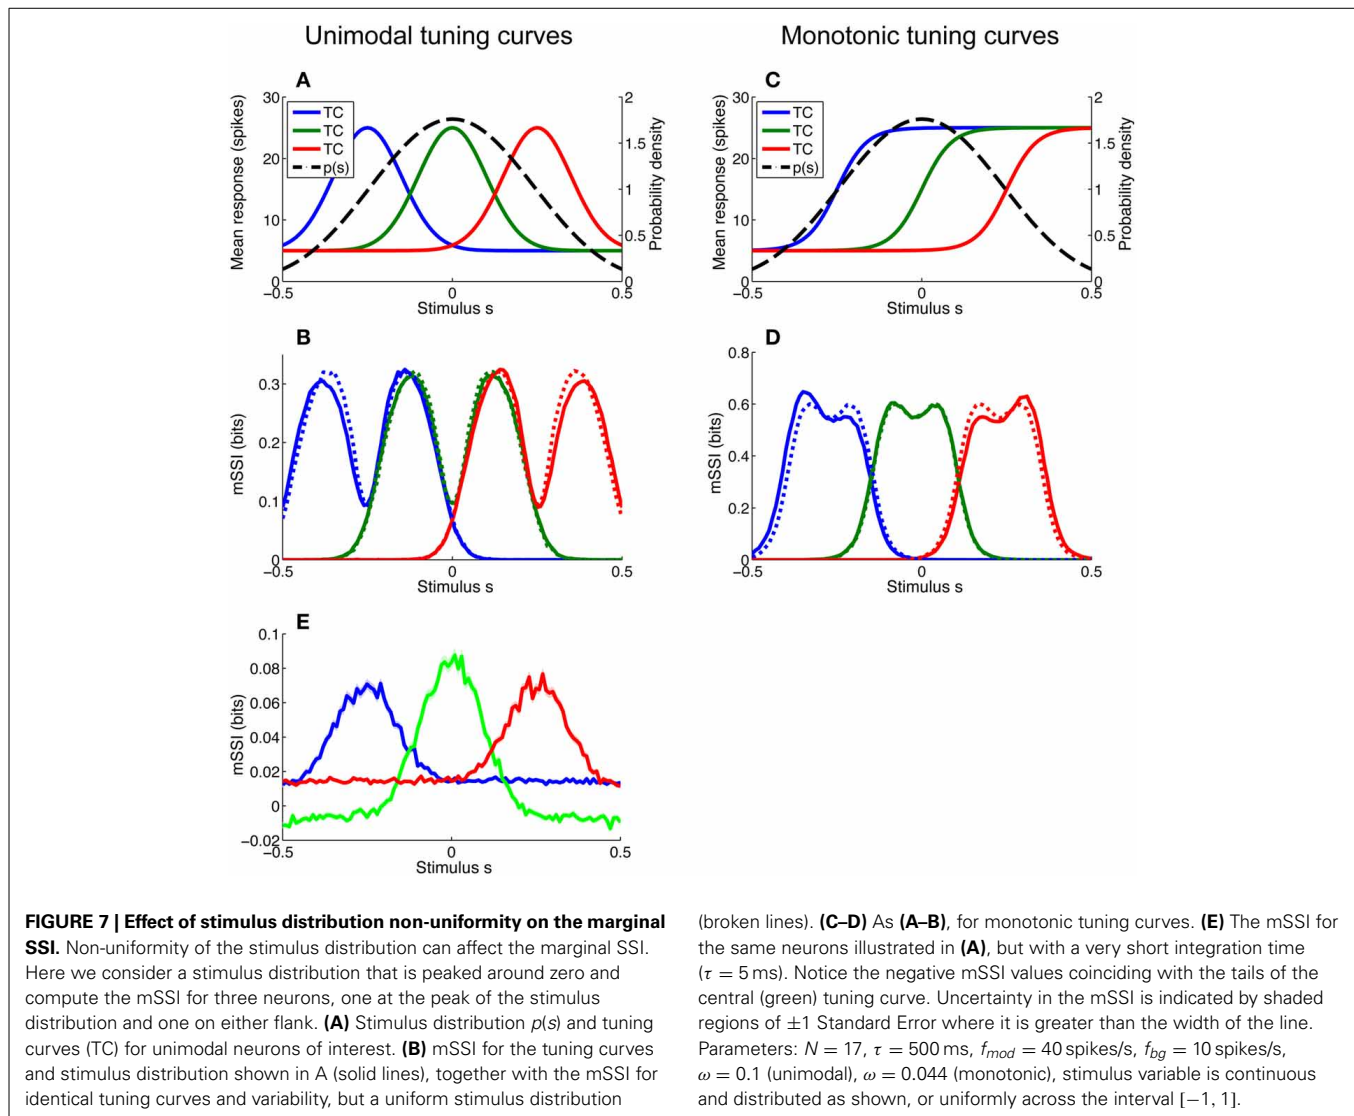 Unimodal tuning curves
Monotonic tuning curves
A
30
20
10
0
Mean response (spikes)
TC
TC
TC
p(s)
2
1.5
1
0.5
0
Probability density
−0.5
0
0.5
Stimulus s
C
30
20
10
0
Mean response (spikes)
TC
TC
TC
p(s)
2
1.5
1
0.5
0
Probability density
−0.5
0
0.5
Stimulus s
B
0.3
0.2
0.1
0
mSSI (bits)
−0.5
0
0.5
Stimulus s
D
0.8
0.6
0.4
0.2
0
mSSI (bits)
−0.5
0
0.5
Stimulus s
E
0.1
0.08
0.06
0.04
0.02
0
−0.02
mSSI (bits)
−0.5
0
0.5
Stimulus s
FIGURE 7 | Effect of stimulus distribution non-uniformity on the marginal
SSI. Non-uniformity of the stimulus distribution can affect the marginal SSI.
Here we consider a stimulus distribution that is peaked around zero and
compute the mSSI for three neurons, one at the peak of the stimulus
distribution and one on either flank. (A) Stimulus distribution p(s) and tuning
curves (TC) for unimodal neurons of interest. (B) mSSI for the tuning curves
and stimulus distribution shown in A (solid lines), together with the mSSI for
identical tuning curves and variability, but a uniform stimulus distribution
(broken lines). (C–D) As (A–B), for monotonic tuning curves. (E) The mSSI for
the same neurons illustrated in (A), but with a very short integration time
(τ = 5 ms). Notice the negative mSSI values coinciding with the tails of the
central (green) tuning curve. Uncertainty in the mSSI is indicated by shaded
regions of ±1 Standard Error where it is greater than the width of the line.
Parameters: N = 17, τ = 500 ms, fmod = 40 spikes/s, fbg = 10 spikes/s,
ω = 0.1 (unimodal), ω = 0.044 (monotonic), stimulus variable is continuous
and distributed as shown, or uniformly across the interval [−1, 1].